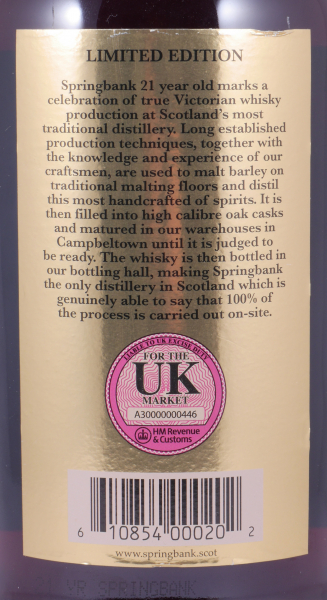 LIMITED EDITION
Springbank 21 year old marks a
celebration of true Victorian whisky
production at Scotland's most
traditional distillery. Long established
production techniques, together with
the knowledge and experience of our
craftsmen, are used to malt barley on
traditional malting floors and distil
this most handcrafted of spirits. It is
then filled into high calibre oak casks
and matured in our warehouses in
Campbeltown until it is judged to
be ready. The whisky is then bottled in
our bottling hall, making Springbank
the only distillery in Scotland which is
genuinely able to say that 100% of
the process is carried out on-site.
LIABLE TO UK EXCISE DUTY
FOR THE
UK
MARKET
A30000000446
HM Revenue
& Customs
6 10854 00020 2
www.springbank.scot
YR SPRINGBANK